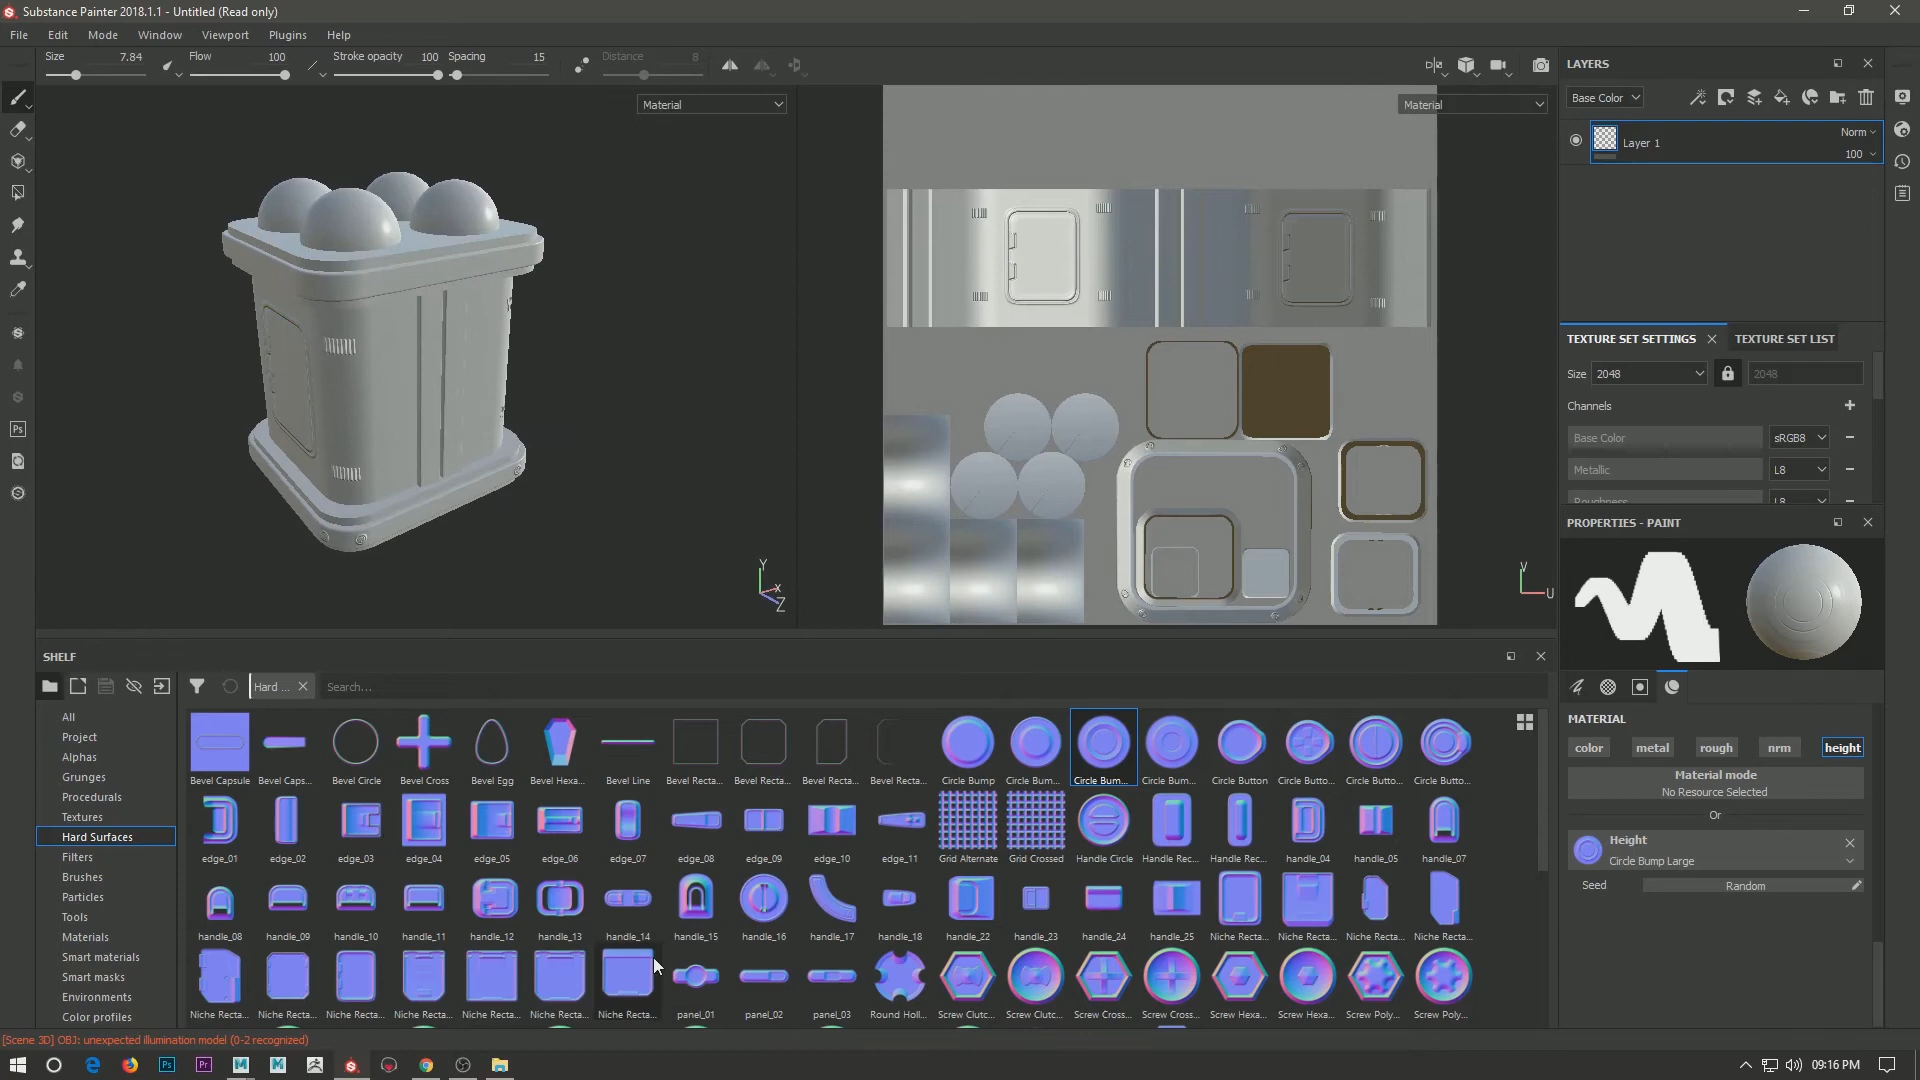 Substance Painter 2018.1.1 - Untitled (Read only)
File Edit Mode Window Viewport Plugins Help
Size 7.84 Flow 100 Stroke opacity 100 Spacing 15 Distance 8
Material
Material
LAYERS
Base Color
Layer 1
Norm
100
TEXTURE SET SETTINGS TEXTURE SET LIST
Size 2048 2048
Channels
Base Color sRGB8
Metallic L8
Roughness L8
Y
X
Z
V
U
PROPERTIES - PAINT
MATERIAL
color metal rough nrm height
Material mode
No Resource Selected
Or
Height
Circle Bump Large
Seed Random
SHELF
Hard ... Search...
All
Project
Alphas
Grunges
Procedurals
Textures
Hard Surfaces
Filters
Brushes
Particles
Tools
Materials
Smart materials
Smart masks
Environments
Color profiles
Bevel Capsule Bevel Caps... Bevel Circle Bevel Cross Bevel Egg Bevel Hexa... Bevel Line Bevel Recta... Bevel Recta... Bevel Recta... Bevel Recta... Circle Bump Circle Bum... Circle Bum... Circle Bum... Circle Button Circle Butto... Circle Butto... Circle Butto...
edge_01 edge_02 edge_03 edge_04 edge_05 edge_06 edge_07 edge_08 edge_09 edge_10 edge_11 Grid Alternate Grid Crossed Handle Circle Handle Rec... Handle Rec... handle_04 handle_05 handle_07
handle_08 handle_09 handle_10 handle_11 handle_12 handle_13 handle_14 handle_15 handle_16 handle_17 handle_18 handle_22 handle_23 handle_24 handle_25 Niche Recta... Niche Recta... Niche Recta... Niche Recta...
Niche Recta... Niche Recta... Niche Recta... Niche Recta... Niche Recta... Niche Recta... Niche Recta... panel_01 panel_02 panel_03 Round Holl... Screw Clutc... Screw Clutc... Screw Cross... Screw Cross... Screw Hexa... Screw Hexa... Screw Poly... Screw Poly...
[Scene 3D] OBJ: unexpected illumination model (0-2 recognized)
Ps
Ps
Pr
09:16 PM